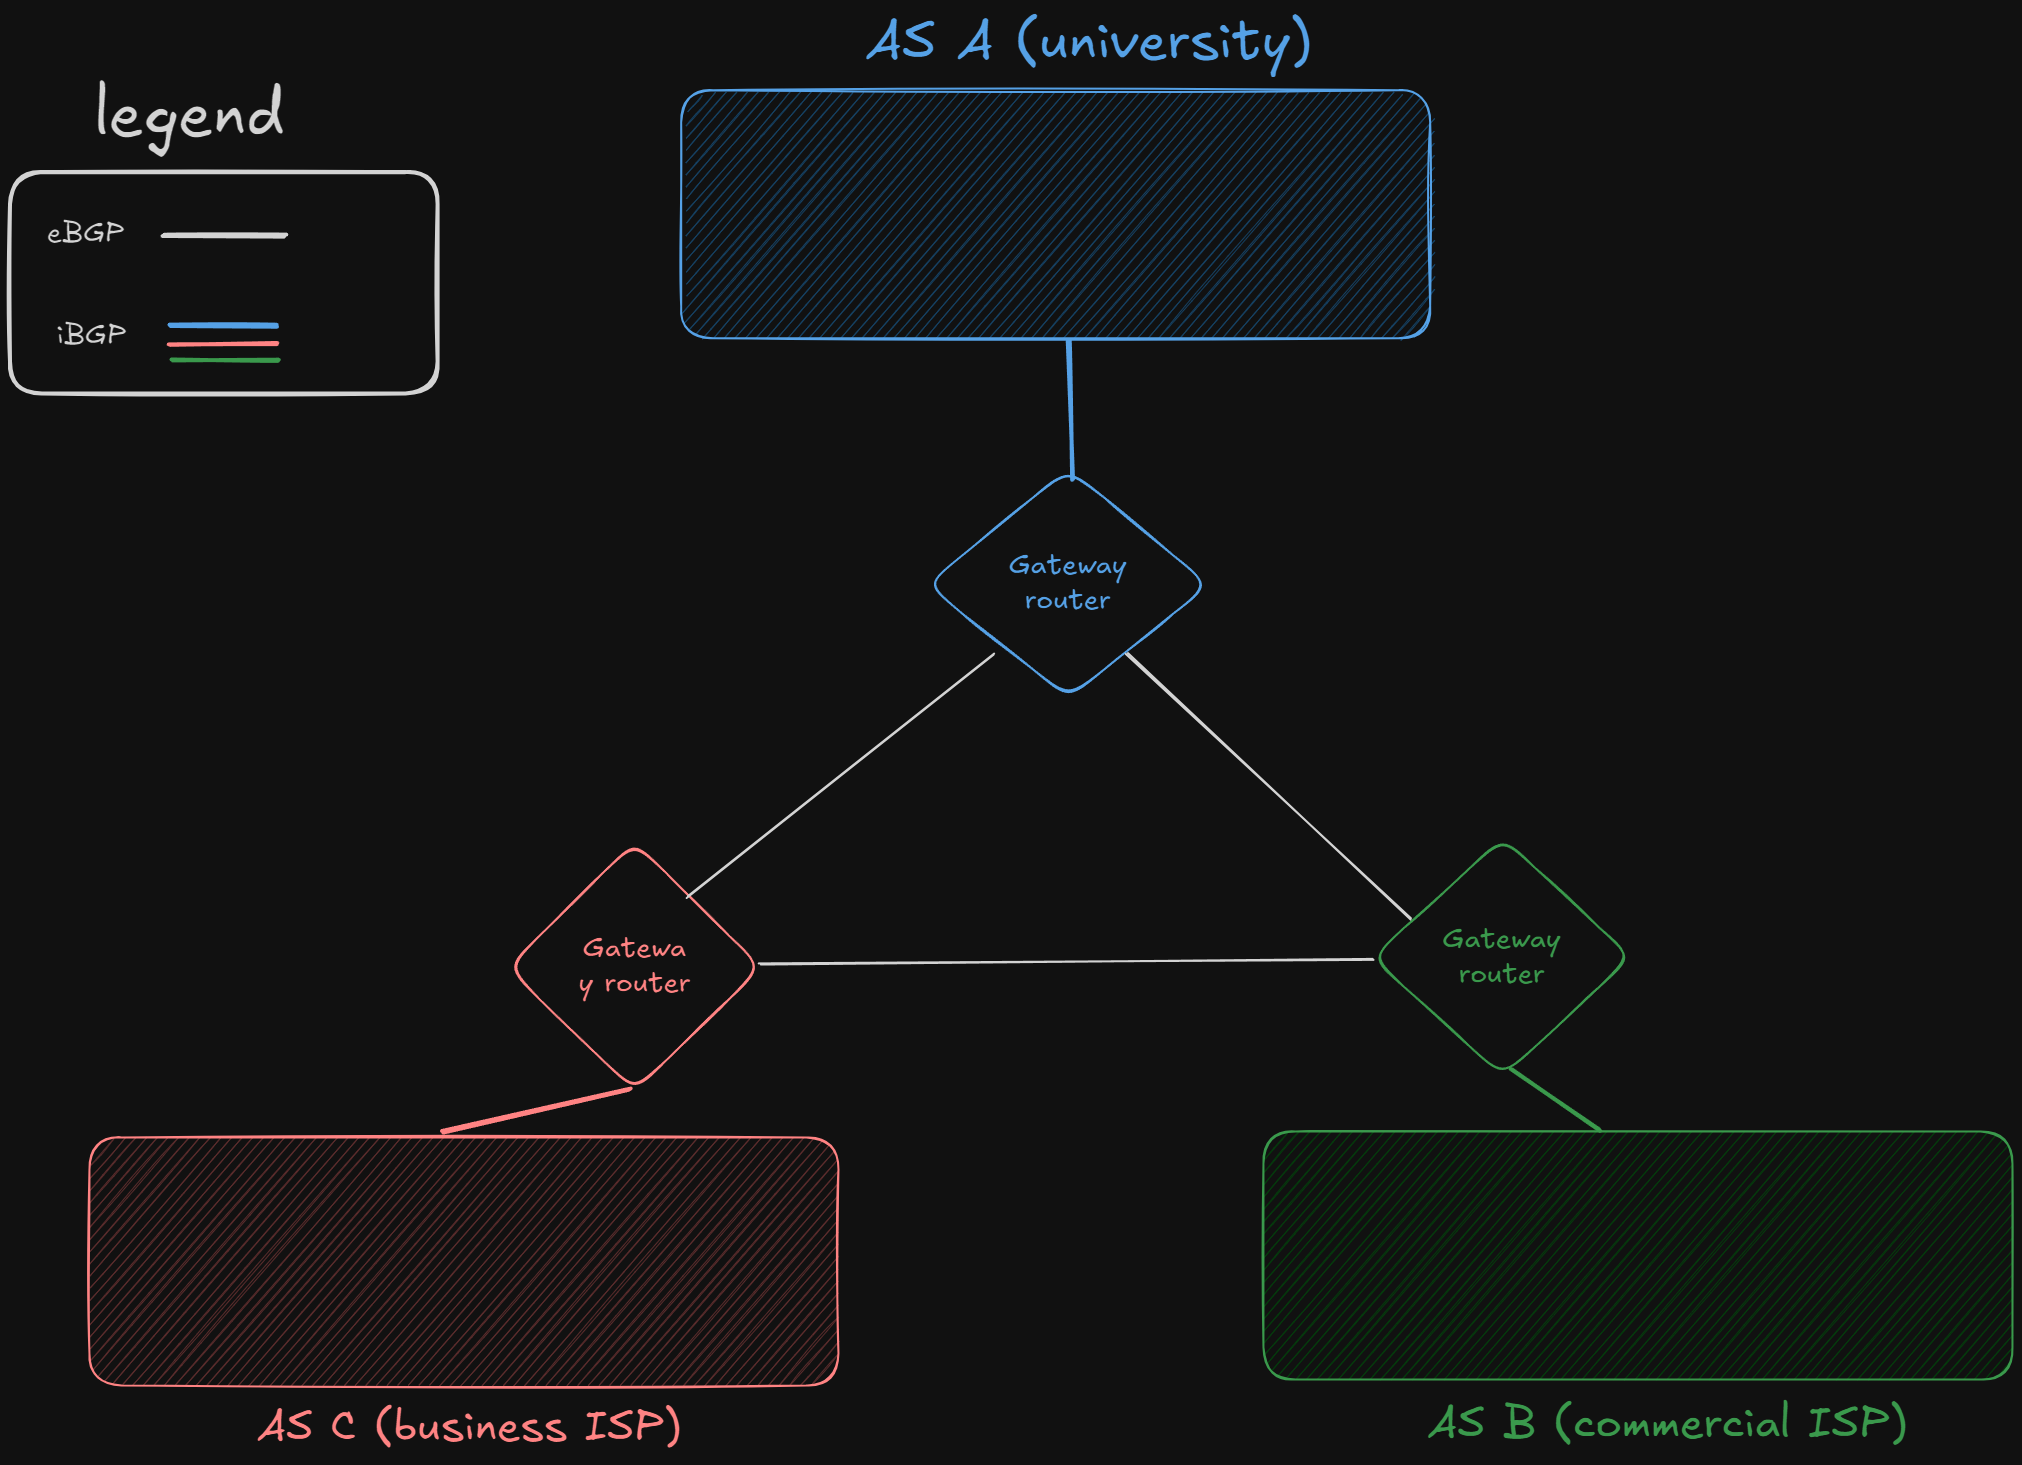 AS A (university)
legend
eBGP
iBGP
Gateway
router
Gatewa
y router
Gateway
router
AS C (business ISP)
AS B (commercial ISP)